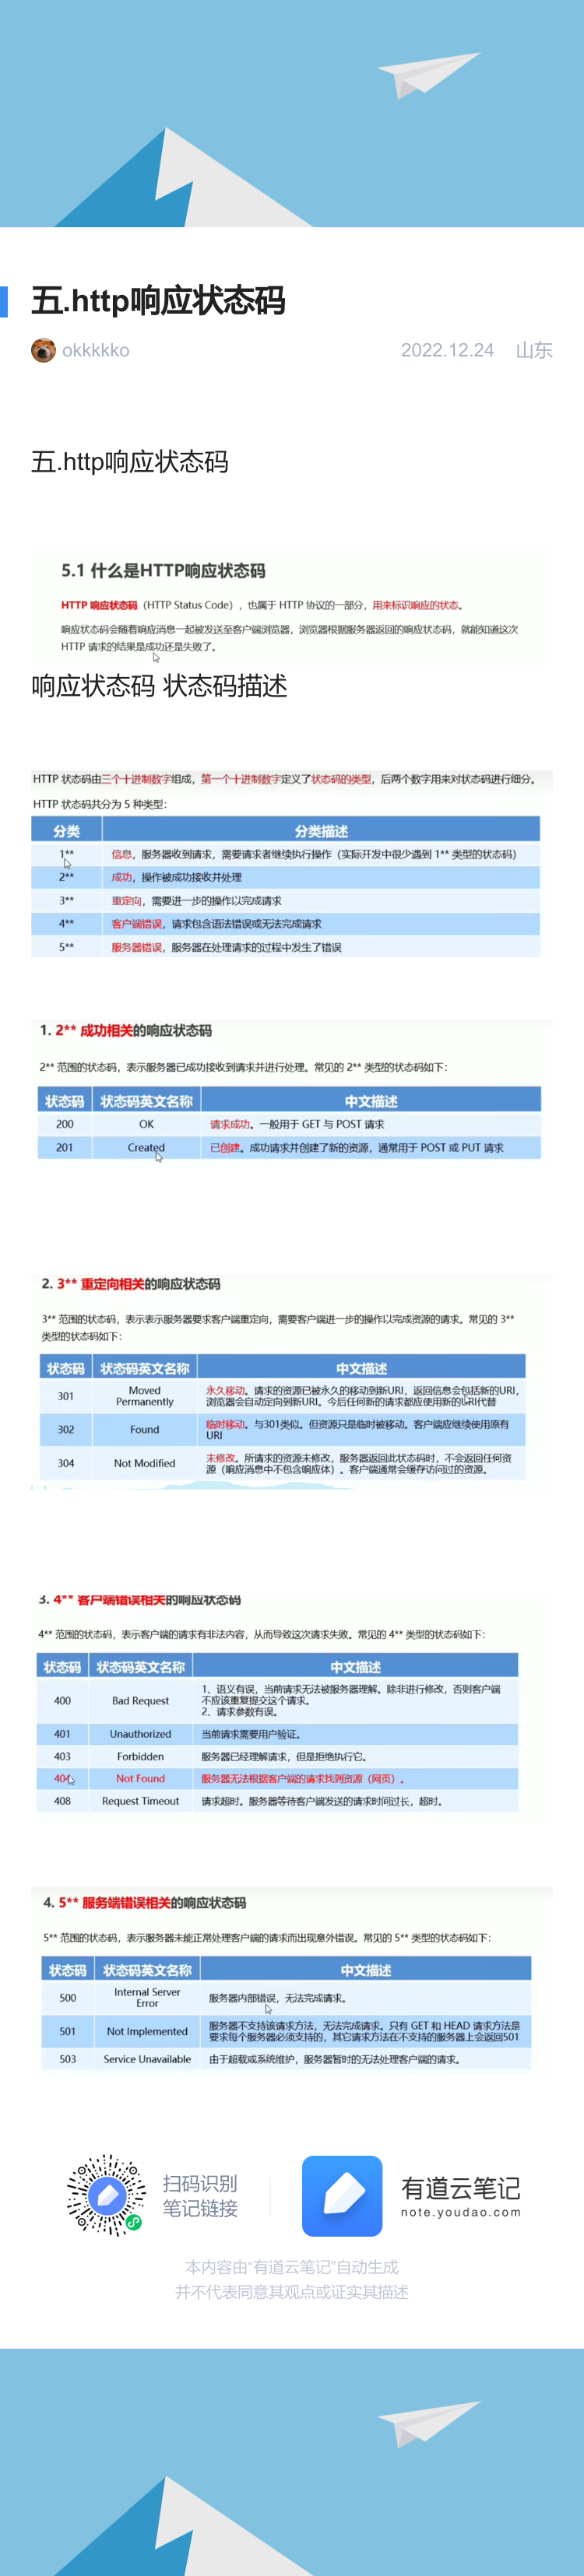 五.http响应状态码
okkkkko 2022.12.24 山东
五.http响应状态码
5.1 什么是HTTP响应状态码
HTTP 响应状态码（HTTP Status Code），也属于 HTTP 协议的一部分，用来标识响应的状态。
响应状态码会随着响应消息一起被发送至客户端浏览器，浏览器根据服务器返回的响应状态码，就能知道这次
HTTP 请求的结果是成功还是失败了。
响应状态码 状态码描述
HTTP 状态码由三个十进制数字组成，第一个十进制数字定义了状态码的类型，后两个数字用来对状态码进行细分。
HTTP 状态码共分为 5 种类型：
分类 分类描述
1** 信息，服务器收到请求，需要请求者继续执行操作（实际开发中很少遇到 1** 类型的状态码）
2** 成功，操作被成功接收并处理
3** 重定向，需要进一步的操作以完成请求
4** 客户端错误，请求包含语法错误或无法完成请求
5** 服务器错误，服务器在处理请求的过程中发生了错误
1. 2** 成功相关的响应状态码
2** 范围的状态码，表示服务器已成功接收到请求并进行处理。常见的 2** 类型的状态码如下：
状态码 状态码英文名称 中文描述
200 OK 请求成功。一般用于 GET 与 POST 请求
201 Created 已创建。成功请求并创建了新的资源，通常用于 POST 或 PUT 请求
2. 3** 重定向相关的响应状态码
3** 范围的状态码，表示表示服务器要求客户端重定向，需要客户端进一步的操作以完成资源的请求。常见的 3**
类型的状态码如下：
状态码 状态码英文名称 中文描述
301 Moved Permanently 永久移动。请求的资源已被永久的移动到新URI，返回信息会包括新的URI，
浏览器会自动定向到新URI。今后任何新的请求都应使用新的URI代替
302 Found 临时移动。与301类似。但资源只是临时被移动。客户端应继续使用原有
URI
304 Not Modified 未修改。所请求的资源未修改，服务器返回此状态码时，不会返回任何资
源（响应消息中不包含响应体）。客户端通常会缓存访问过的资源。
3. 4** 客户端错误相关的响应状态码
4** 范围的状态码，表示客户端的请求有非法内容，从而导致这次请求失败。常见的 4** 类型的状态码如下：
状态码 状态码英文名称 中文描述
400 Bad Request 1、语义有误，当前请求无法被服务器理解。除非进行修改，否则客户端
不应该重复提交这个请求。
2、请求参数有误。
401 Unauthorized 当前请求需要用户验证。
403 Forbidden 服务器已经理解请求，但是拒绝执行它。
404 Not Found 服务器无法根据客户端的请求找到资源（网页）。
408 Request Timeout 请求超时。服务器等待客户端发送的请求时间过长，超时。
4. 5** 服务端错误相关的响应状态码
5** 范围的状态码，表示服务器未能正常处理客户端的请求而出现意外错误。常见的 5** 类型的状态码如下：
状态码 状态码英文名称 中文描述
500 Internal Server Error 服务器内部错误，无法完成请求。
501 Not Implemented 服务器不支持该请求方法，无法完成请求。只有 GET 和 HEAD 请求方法是
要求每个服务器必须支持的，其它请求方法在不支持的服务器上会返回501
503 Service Unavailable 由于超载或系统维护，服务器暂时的无法处理客户端的请求。
扫码识别
笔记链接
有道云笔记
note.youdao.com
本内容由“有道云笔记”自动生成
并不代表同意其观点或证实其描述